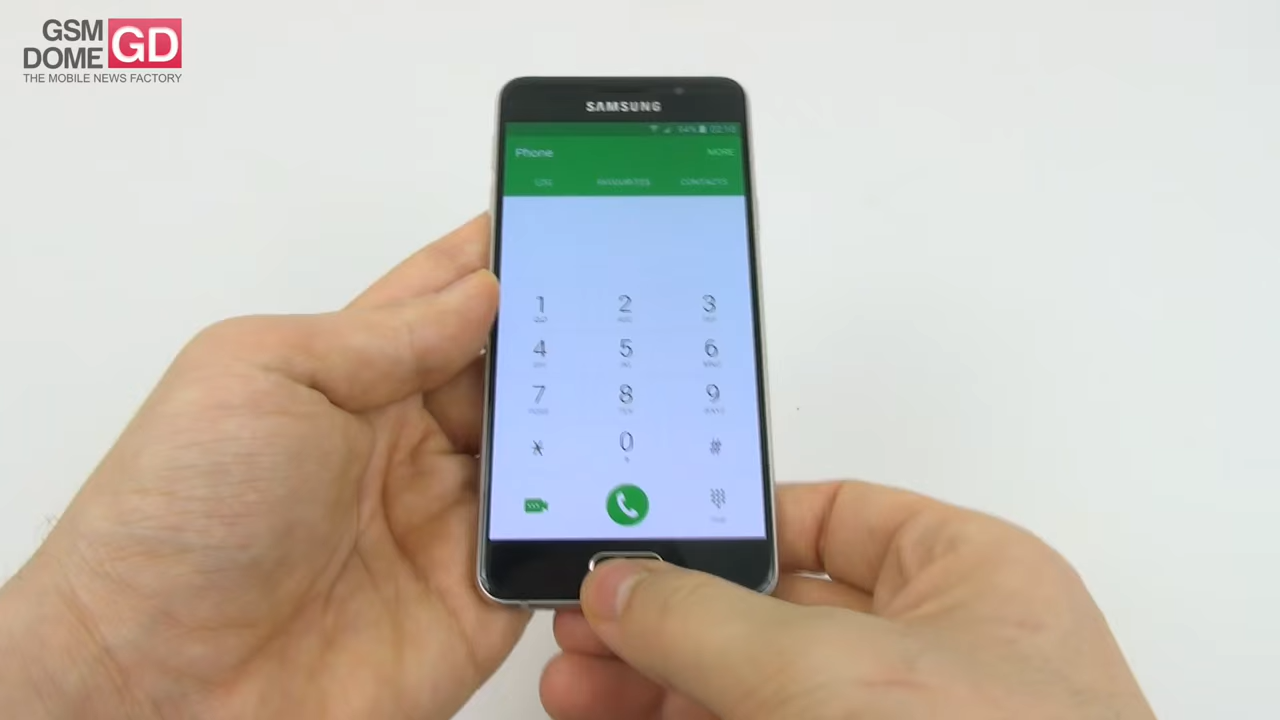 GSM
DOME GD
THE MOBILE NEWS FACTORY
SAMSUNG
Phone MORE
LOG FAVOURITES CONTACTS
1 2 3
4 5 6
7 8 9
* 0 #